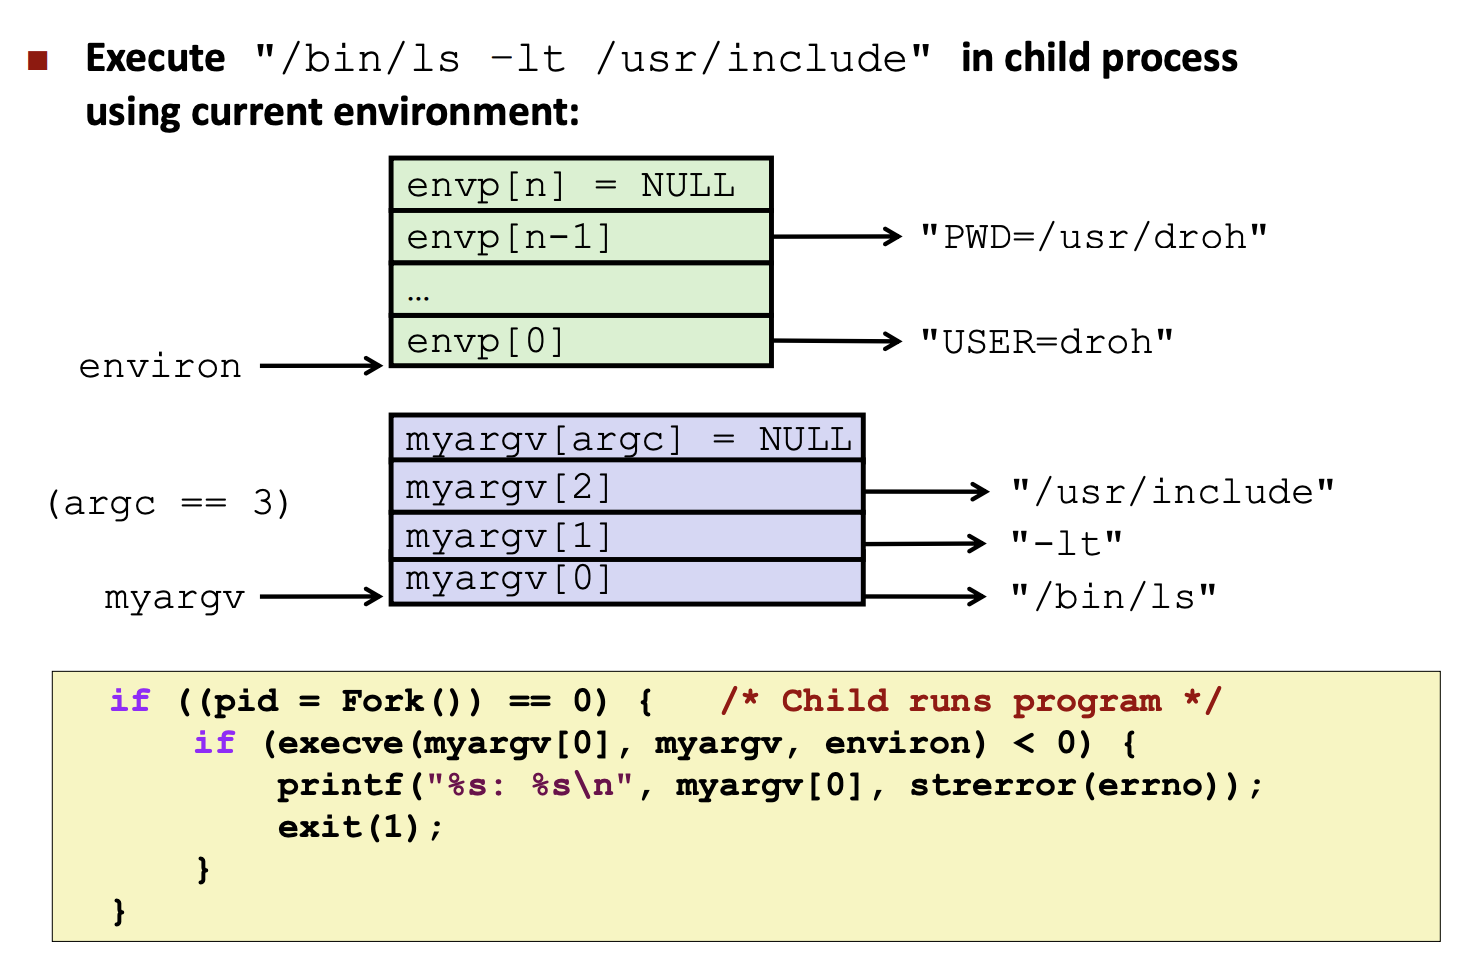 Execute "/bin/ls –lt /usr/include" in child process
using current environment:
envp[n] = NULL
envp[n-1]
"PWD=/usr/droh"
…
envp[0]
"USER=droh"
environ
myargv[argc] = NULL
myargv[2]
"/usr/include"
(argc == 3)
myargv[1]
"-lt"
myargv[0]
"/bin/ls"
myargv
if ((pid = Fork()) == 0) {   /* Child runs program */
    if (execve(myargv[0], myargv, environ) < 0) {
        printf("%s: %s\n", myargv[0], strerror(errno));
        exit(1);
    }
}